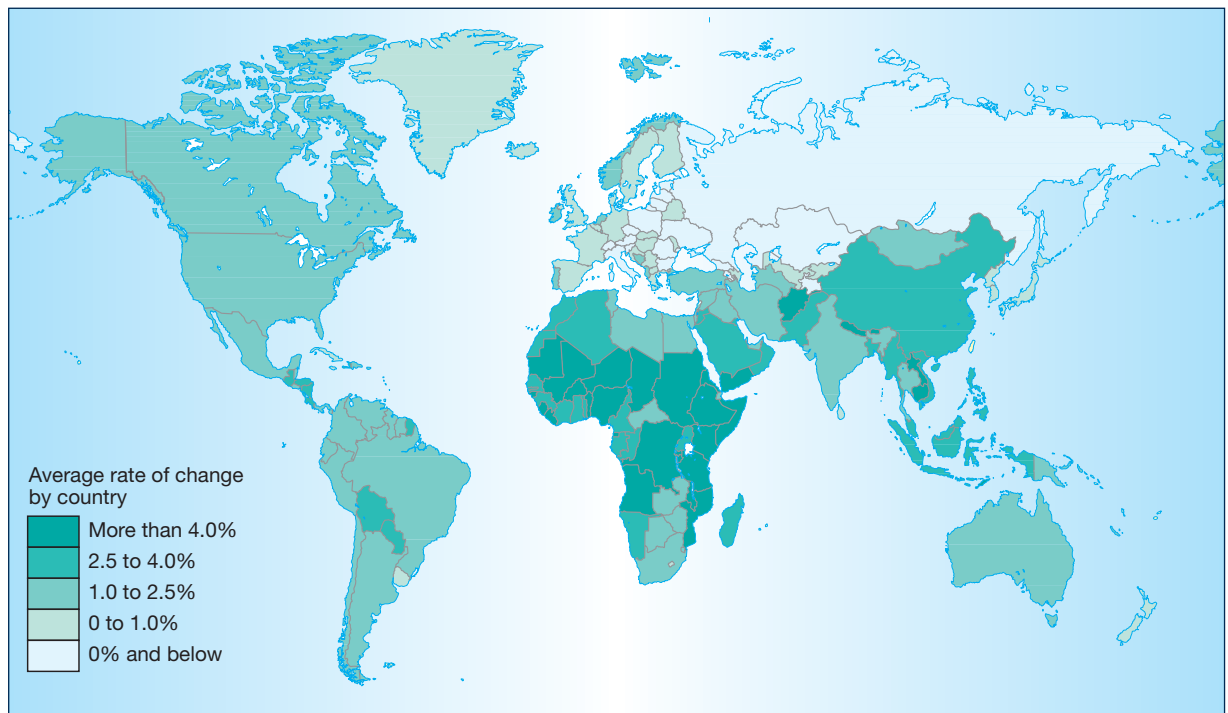 Average rate of change
by country
More than 4.0%
2.5 to 4.0%
1.0 to 2.5%
0 to 1.0%
0% and below